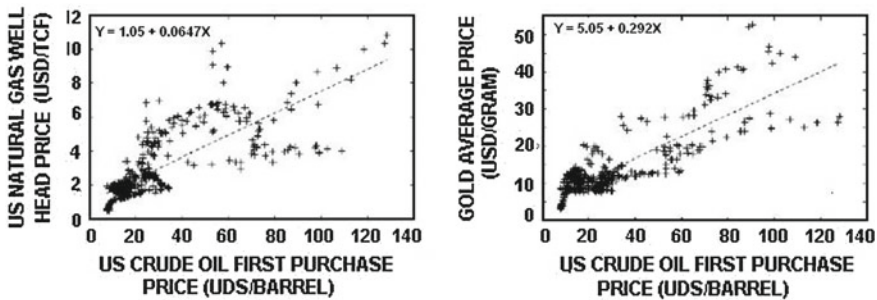 US NATURAL GAS WELL
HEAD PRICE (USD/TCF)
I2
10
8
6
4
2
0
Y = 1.05 + 0.0647X
0 20 40 60 80 100 120 140
US CRUDE OIL FIRST PURCHASE
PRICE (UDS/BARREL)
GOLD AVERAGE PRICE
(USD/GRAM)
50
40
30
20
10
0
Y = 5.05 + 0.292X
0 20 40 60 80 100 120 140
US CRUDE OIL FIRST PURCHASE
PRICE (UDS/BARREL)